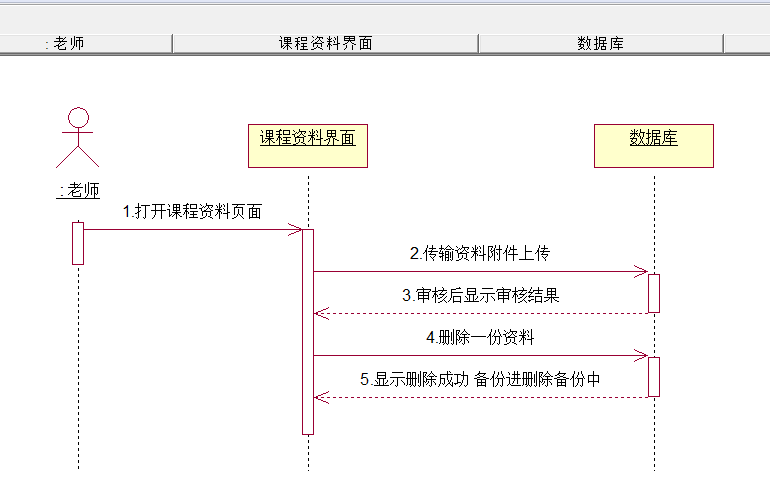 : 老师
课程资料界面
数据库
课程资料界面
数据库
: 老师
1.打开课程资料页面
2.传输资料附件上传
3.审核后显示审核结果
4.删除一份资料
5.显示删除成功 备份进删除备份中